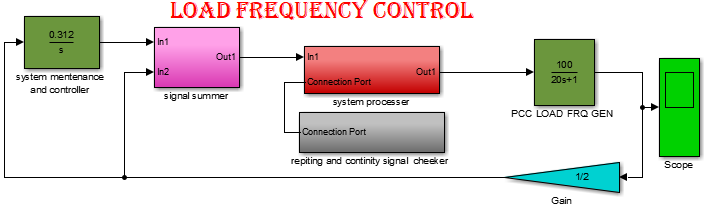 LOAD FREQUENCY CONTROL
0.312
s
system mentenance
and controller
In1
In2
Out1
signal summer
In1
Connection Port
Out1
system processer
Connection Port
repiting and continity signal cheeker
100
20s+1
PCC LOAD FRQ GEN
Scope
1/2
Gain